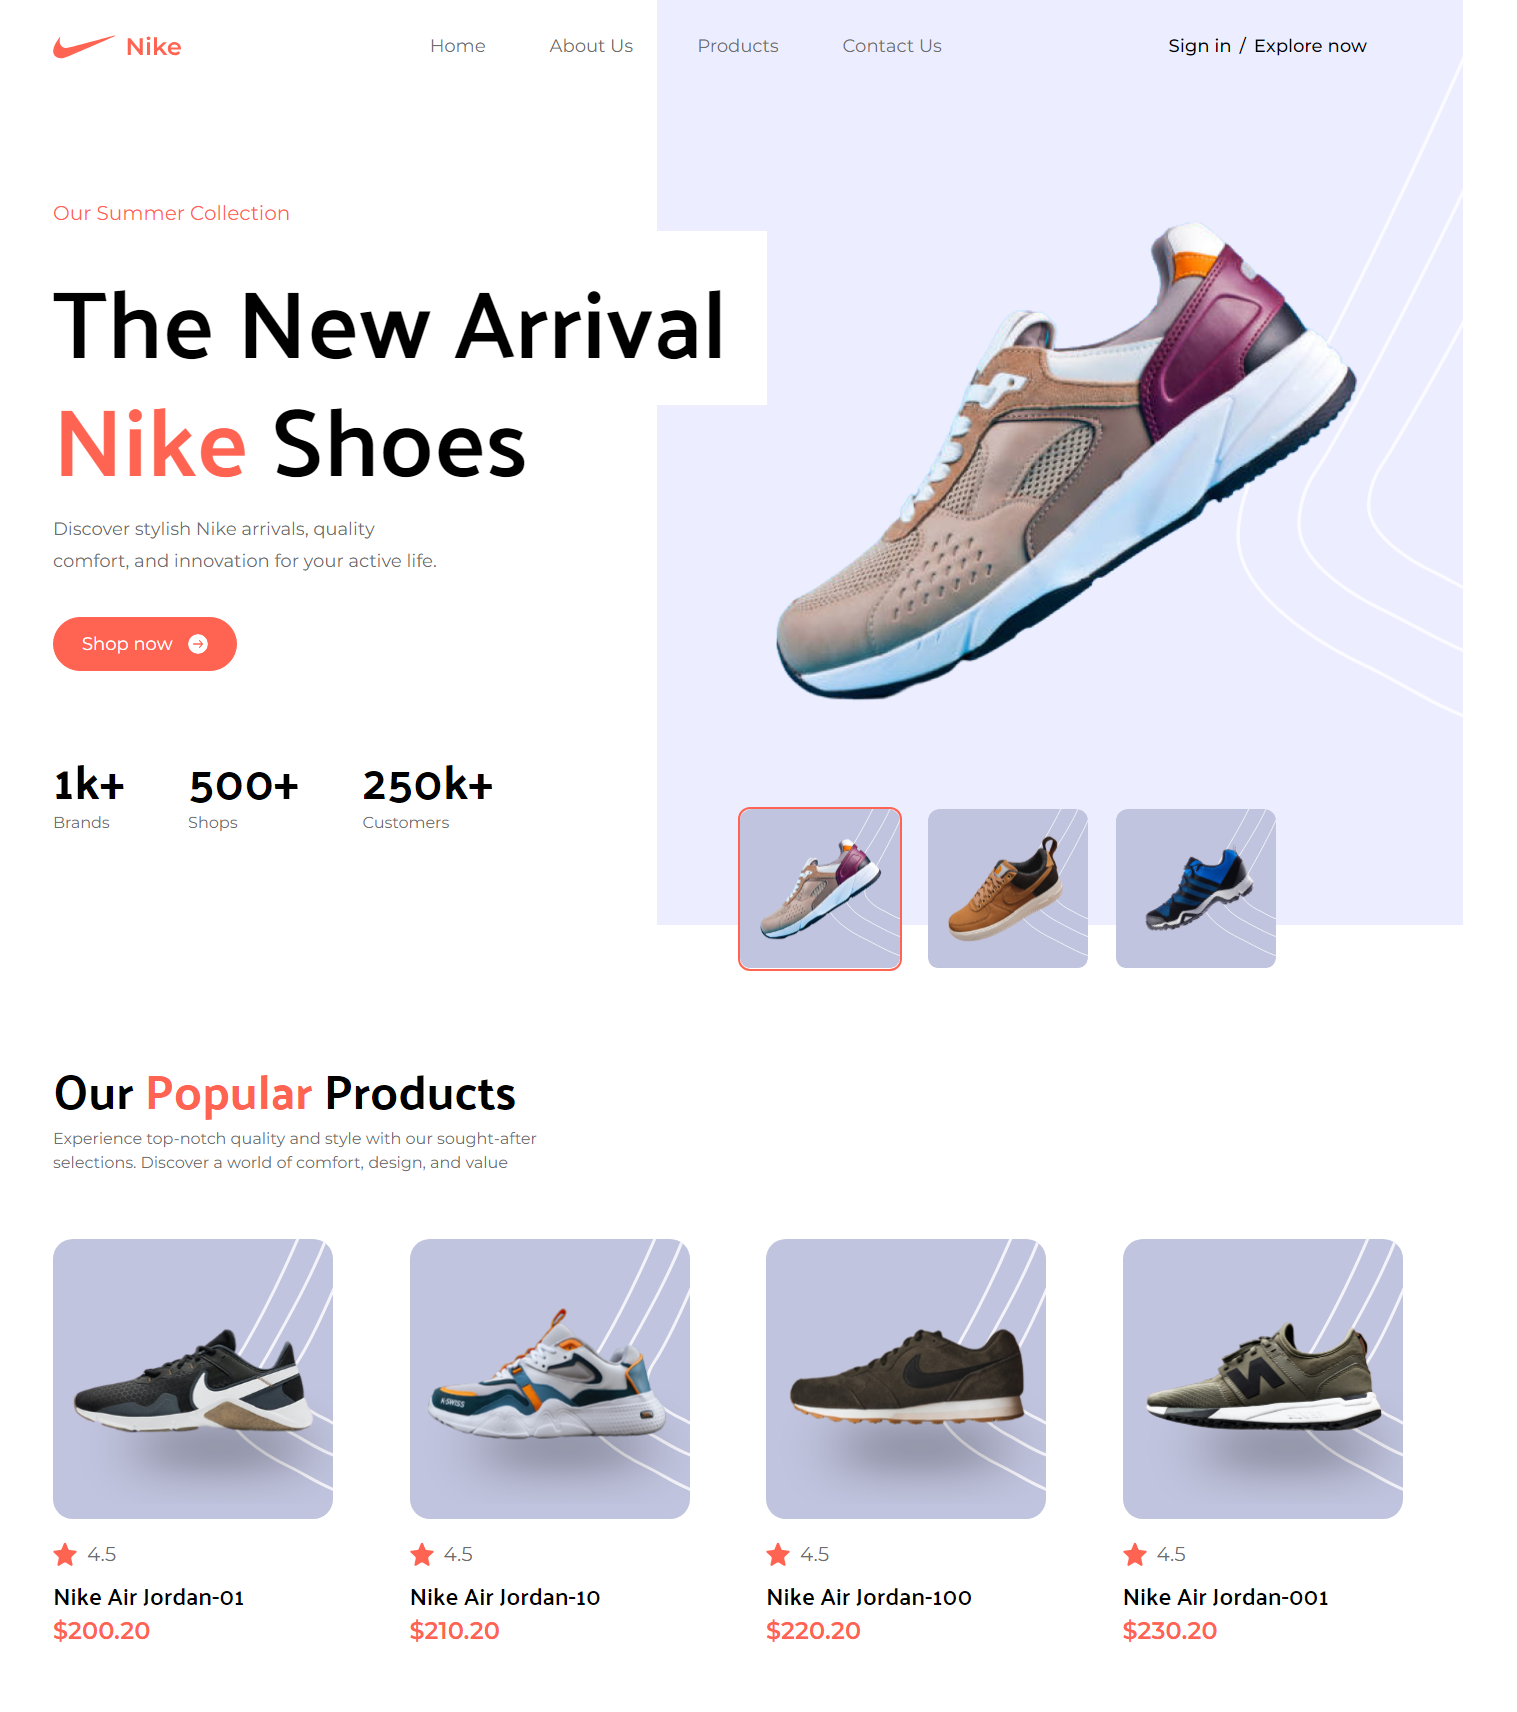 Nike
Home
About Us
Products
Contact Us
Sign in / Explore now
Our Summer Collection
The New Arrival
Nike Shoes
Discover stylish Nike arrivals, quality
comfort, and innovation for your active life.
Shop now
1k+
Brands
500+
Shops
250k+
Customers
Our Popular Products
Experience top-notch quality and style with our sought-after
selections. Discover a world of comfort, design, and value
K-SWISS
N
4.5
Nike Air Jordan-01
$200.20
4.5
Nike Air Jordan-10
$210.20
4.5
Nike Air Jordan-100
$220.20
4.5
Nike Air Jordan-001
$230.20